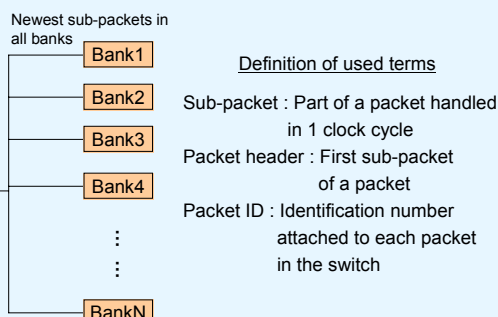 Newest sub-packets in
all banks
Bank1
Bank2
Bank3
Bank4
⋮
⋮
BankN
Definition of used terms
Sub-packet : Part of a packet handled
in 1 clock cycle
Packet header : First sub-packet
of a packet
Packet ID : Identification number
attached to each packet
in the switch